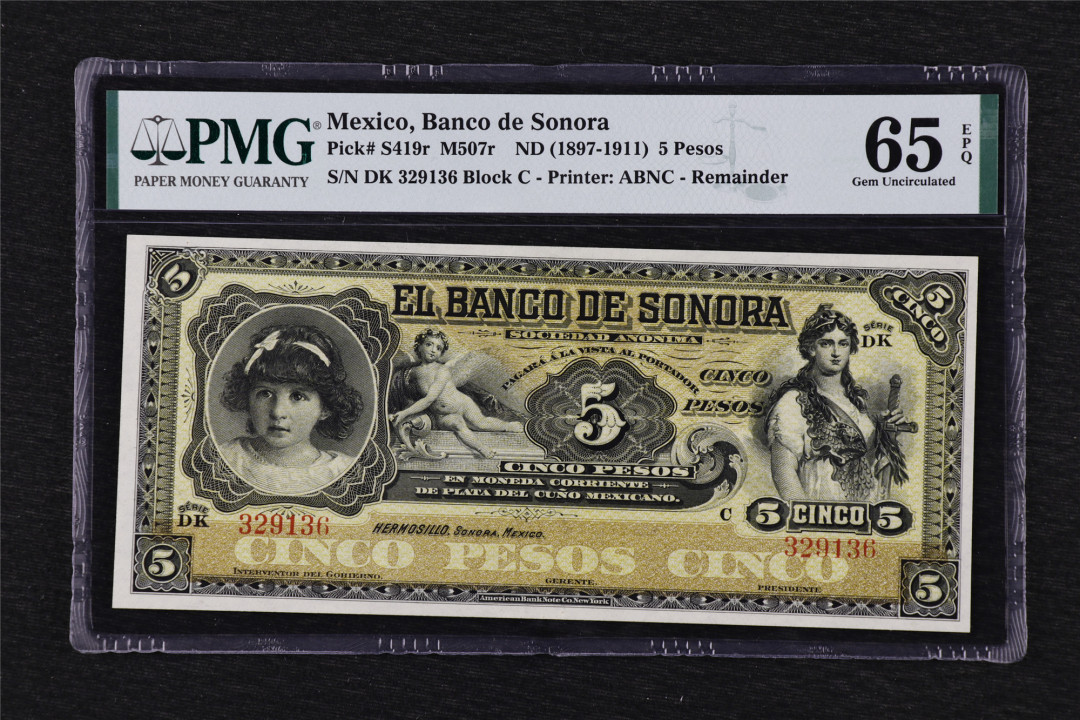 PMG®
PAPER MONEY GUARANTY
Mexico, Banco de Sonora
Pick# S419r M507r ND (1897-1911) 5 Pesos
S/N DK 329136 Block C - Printer: ABNC - Remainder
65 EPQ
Gem Uncirculated
5
EL BANCO DE SONORA
5
CINCO
SOCIEDAD ANONIMA
SÉRIE
DK
PAGARÁ Á LA VISTA AL PORTADOR
CINCO
PESOS
5
CINCO PESOS
EN MONEDA CORRIENTE
DE PLATA DEL CUÑO MEXICANO.
SÉRIE
DK
329136
HERMOSILLO, SONORA, MEXICO.
C
5 CINCO 5
329136
CINCO PESOS CINCO
5
5
INTERVENTOR DEL GOBIERNO.
GERENTE.
PRESIDENTE
American Bank Note Co. New York